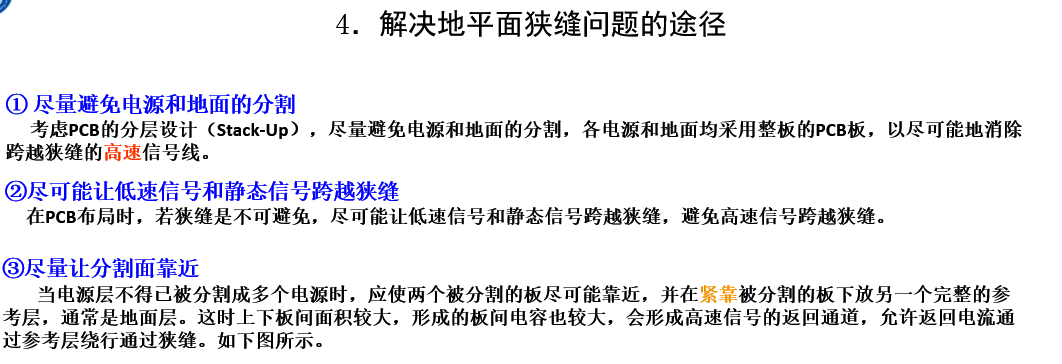 4. 解决地平面狭缝问题的途径
① 尽量避免电源和地面的分割
考虑PCB的分层设计（Stack-Up），尽量避免电源和地面的分割，各电源和地面均采用整板的PCB板，以尽可能地消除
跨越狭缝的高速信号线。
②尽可能让低速信号和静态信号跨越狭缝
在PCB布局时，若狭缝是不可避免，尽可能让低速信号和静态信号跨越狭缝，避免高速信号跨越狭缝。
③尽量让分割面靠近
当电源层不得已被分割成多个电源时，应使两个被分割的板尽可能靠近，并在紧靠被分割的板下放另一个完整的参
考层，通常是地面层。这时上下板间面积较大，形成的板间电容也较大，会形成高速信号的返回通道，允许返回电流通
过参考层绕行通过狭缝。如下图所示。